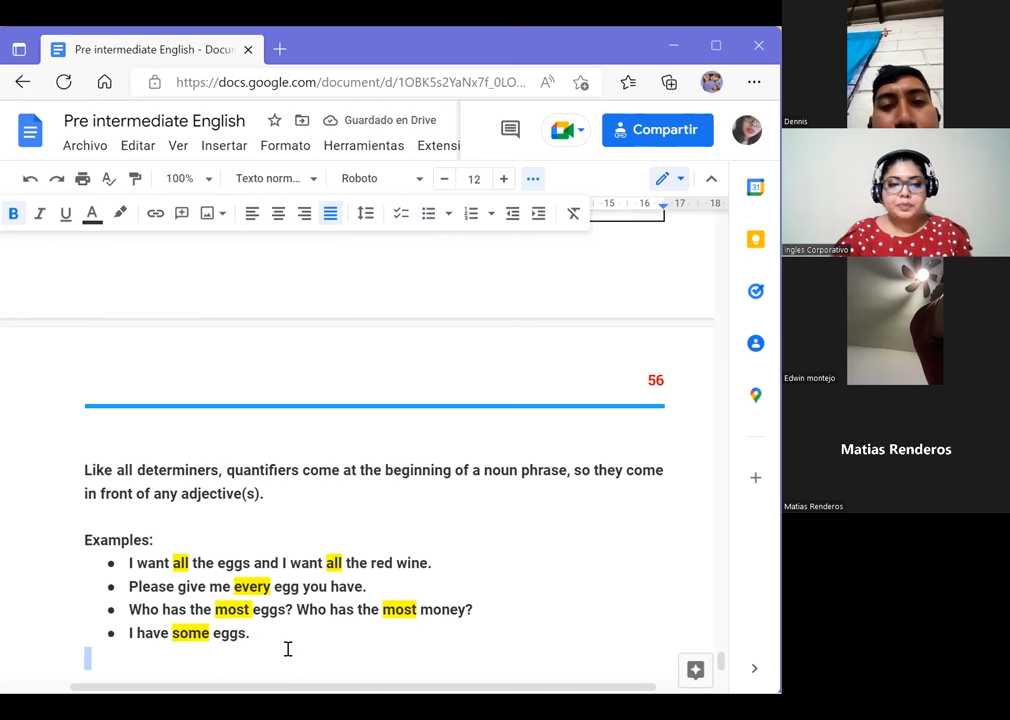 Pre intermediate English - Docun
https://docs.google.com/document/d/1OBK5s2YaNx7f_0LO...
Pre intermediate English
Guardado en Drive
Compartir
Archivo Editar Ver Insertar Formato Herramientas Extensi
100% Texto norm... Roboto 12
15 16 17 18
56
Like all determiners, quantifiers come at the beginning of a noun phrase, so they come
in front of any adjective(s).
Examples:
● I want all the eggs and I want all the red wine.
● Please give me every egg you have.
● Who has the most eggs? Who has the most money?
● I have some eggs.
Dennis
Ingles Corporativo
Edwin montejo
Matias Renderos
Matias Renderos